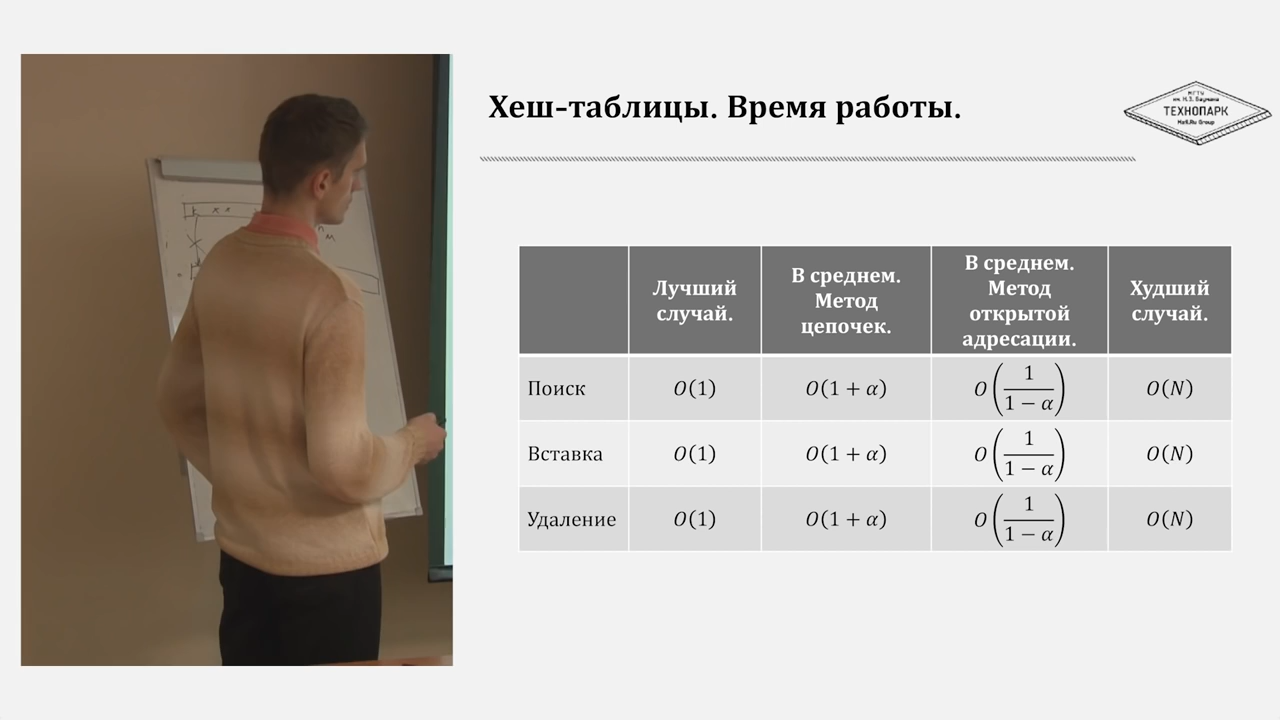 Хеш-таблицы. Время работы.
МГТУ
им. Н.Э. Баумана
ТЕХНОПАРК
Mail.Ru Group
Лучший случай. В среднем. Метод цепочек. В среднем. Метод открытой адресации. Худший случай.
Поиск O(1) O(1 + α) O(1/(1 − α)) O(N)
Вставка O(1) O(1 + α) O(1/(1 − α)) O(N)
Удаление O(1) O(1 + α) O(1/(1 − α)) O(N)